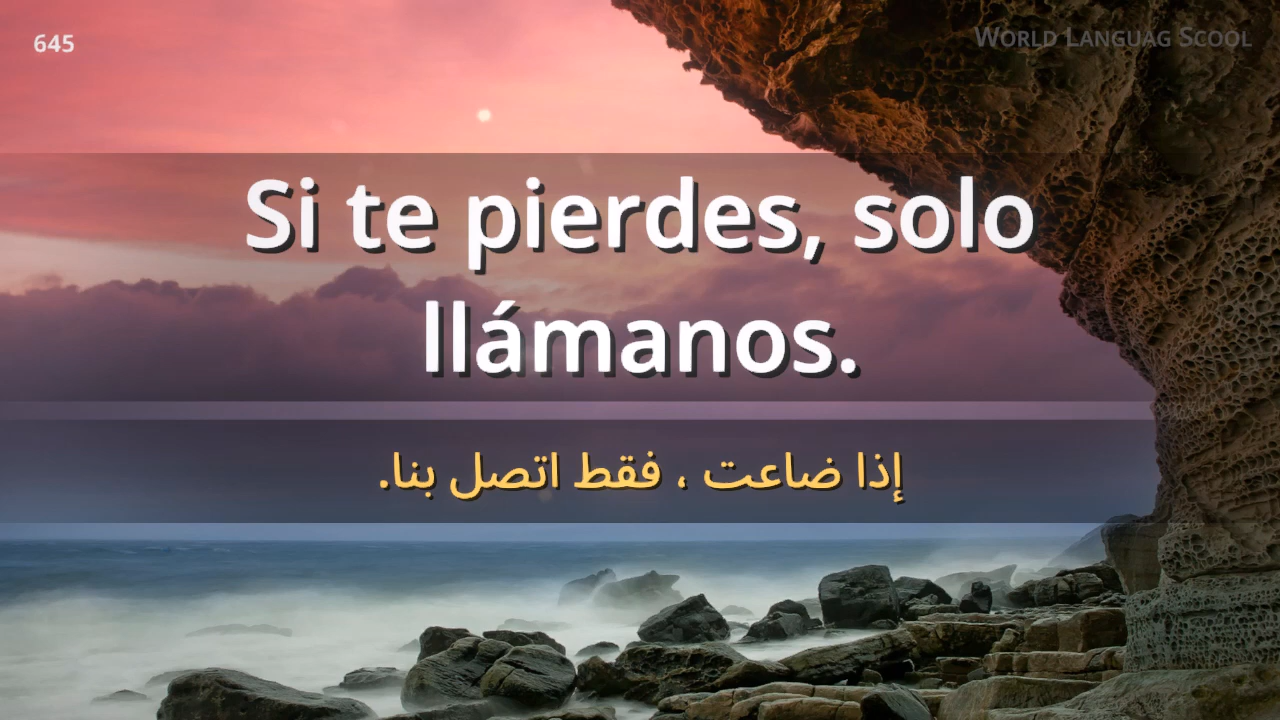 645
WORLD LANGUAG SCOOL
Si te pierdes, solo
llámanos.
إذا ضاعت ، فقط اتصل بنا.